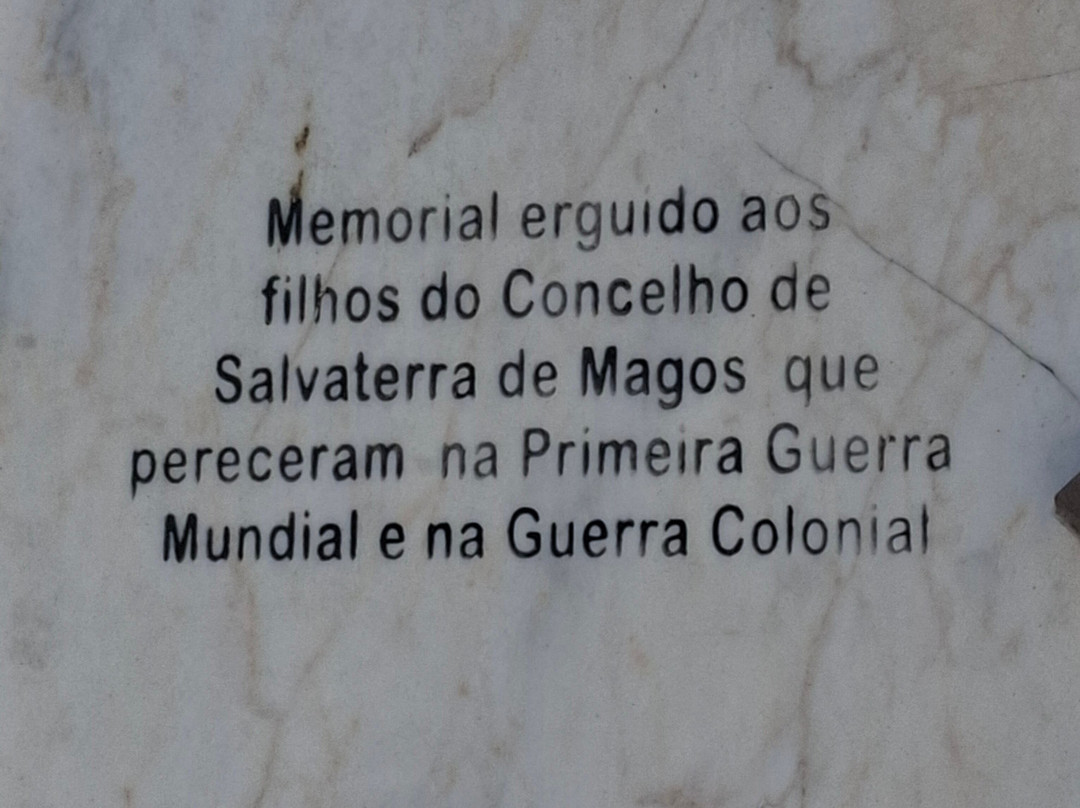 Memorial erguido aos
filhos do Concelho de
Salvaterra de Magos que
pereceram na Primeira Guerra
Mundial e na Guerra Colonial